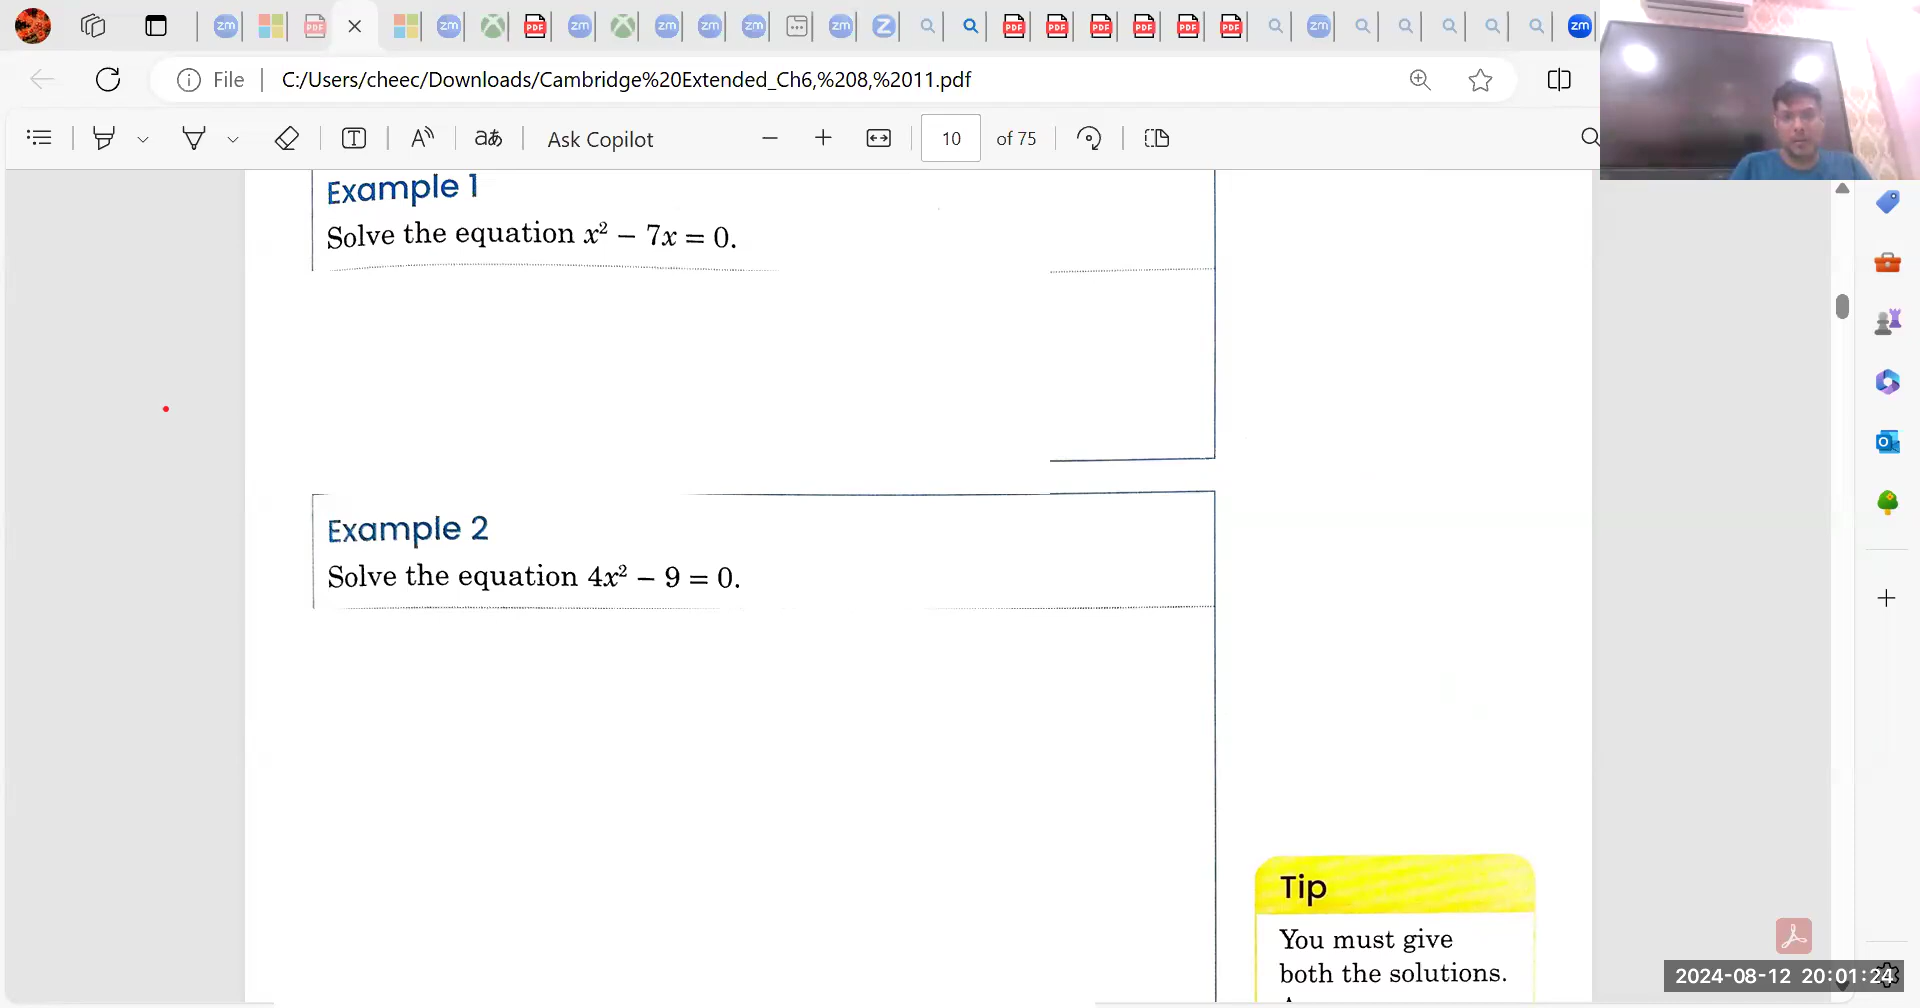 File
C:/Users/cheec/Downloads/Cambridge%20Extended_Ch6,%208,%2011.pdf
Ask Copilot
10 of 75
Example 1
Solve the equation x² − 7x = 0.
Example 2
Solve the equation 4x² − 9 = 0.
Tip
You must give
both the solutions.
2024-08-12 20:01:24